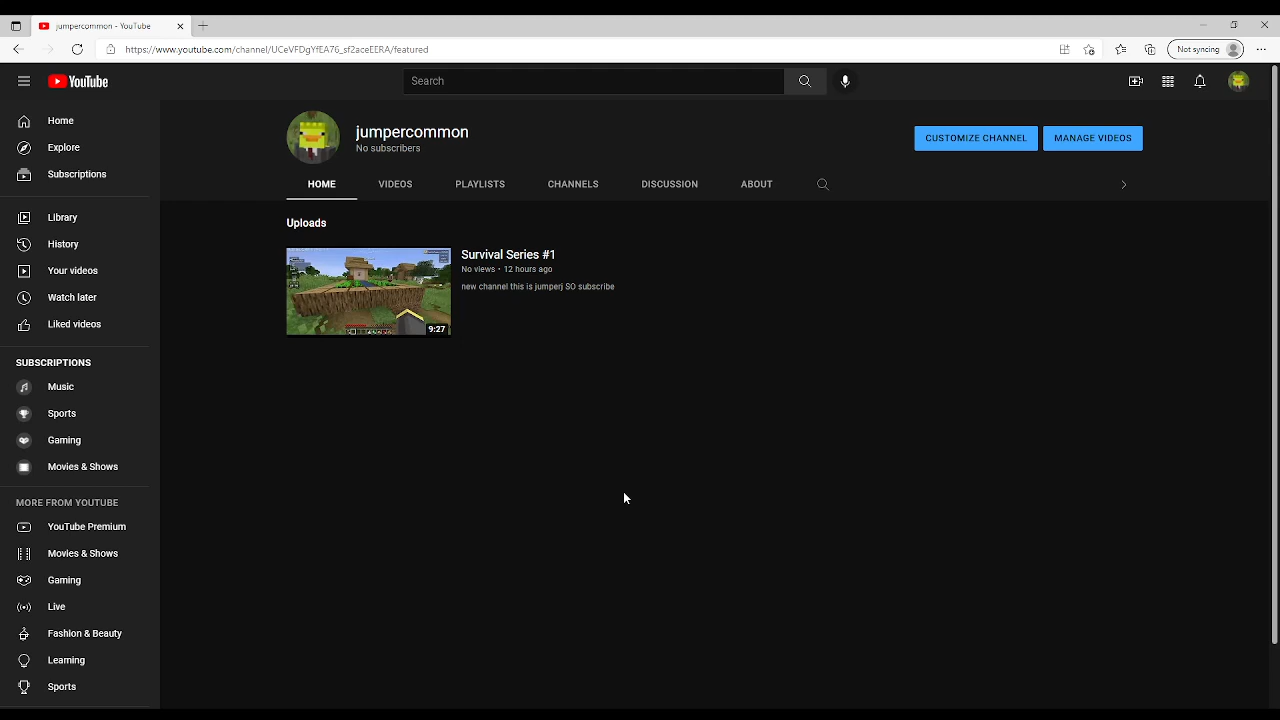 jumpercommon - YouTube
https://www.youtube.com/channel/UCeVFDgYfEA76_sf2aceEERA/featured
Not syncing
YouTube
Search
Home
Explore
Subscriptions
Library
History
Your videos
Watch later
Liked videos
SUBSCRIPTIONS
Music
Sports
Gaming
Movies & Shows
MORE FROM YOUTUBE
YouTube Premium
Movies & Shows
Gaming
Live
Fashion & Beauty
Learning
Sports
jumpercommon
No subscribers
CUSTOMIZE CHANNEL
MANAGE VIDEOS
HOME
VIDEOS
PLAYLISTS
CHANNELS
DISCUSSION
ABOUT
Uploads
9:27
Survival Series #1
No views • 12 hours ago
new channel this is jumperj SO subscribe